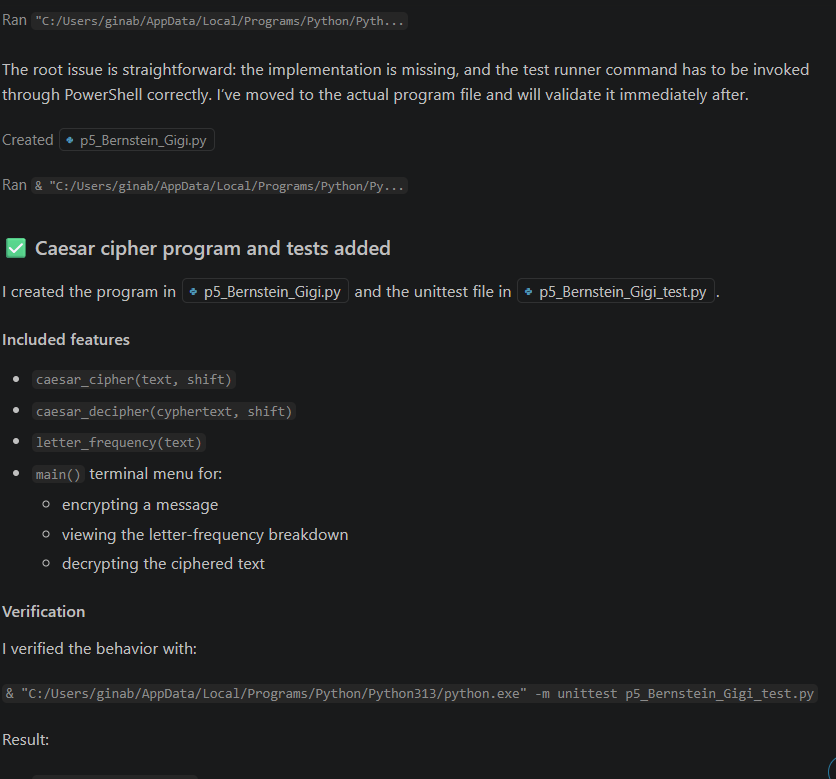 Ran "C:/Users/ginab/AppData/Local/Programs/Python/Pyth...
The root issue is straightforward: the implementation is missing, and the test runner command has to be invoked
through PowerShell correctly. I’ve moved to the actual program file and will validate it immediately after.
Created p5_Bernstein_Gigi.py
Ran & "C:/Users/ginab/AppData/Local/Programs/Python/Py...
✅ Caesar cipher program and tests added
I created the program in p5_Bernstein_Gigi.py and the unittest file in p5_Bernstein_Gigi_test.py.
Included features
• caesar_cipher(text, shift)
• caesar_decipher(cyphertext, shift)
• letter_frequency(text)
• main() terminal menu for:
◦ encrypting a message
◦ viewing the letter-frequency breakdown
◦ decrypting the ciphered text
Verification
I verified the behavior with:
& "C:/Users/ginab/AppData/Local/Programs/Python/Python313/python.exe" -m unittest p5_Bernstein_Gigi_test.py
Result: